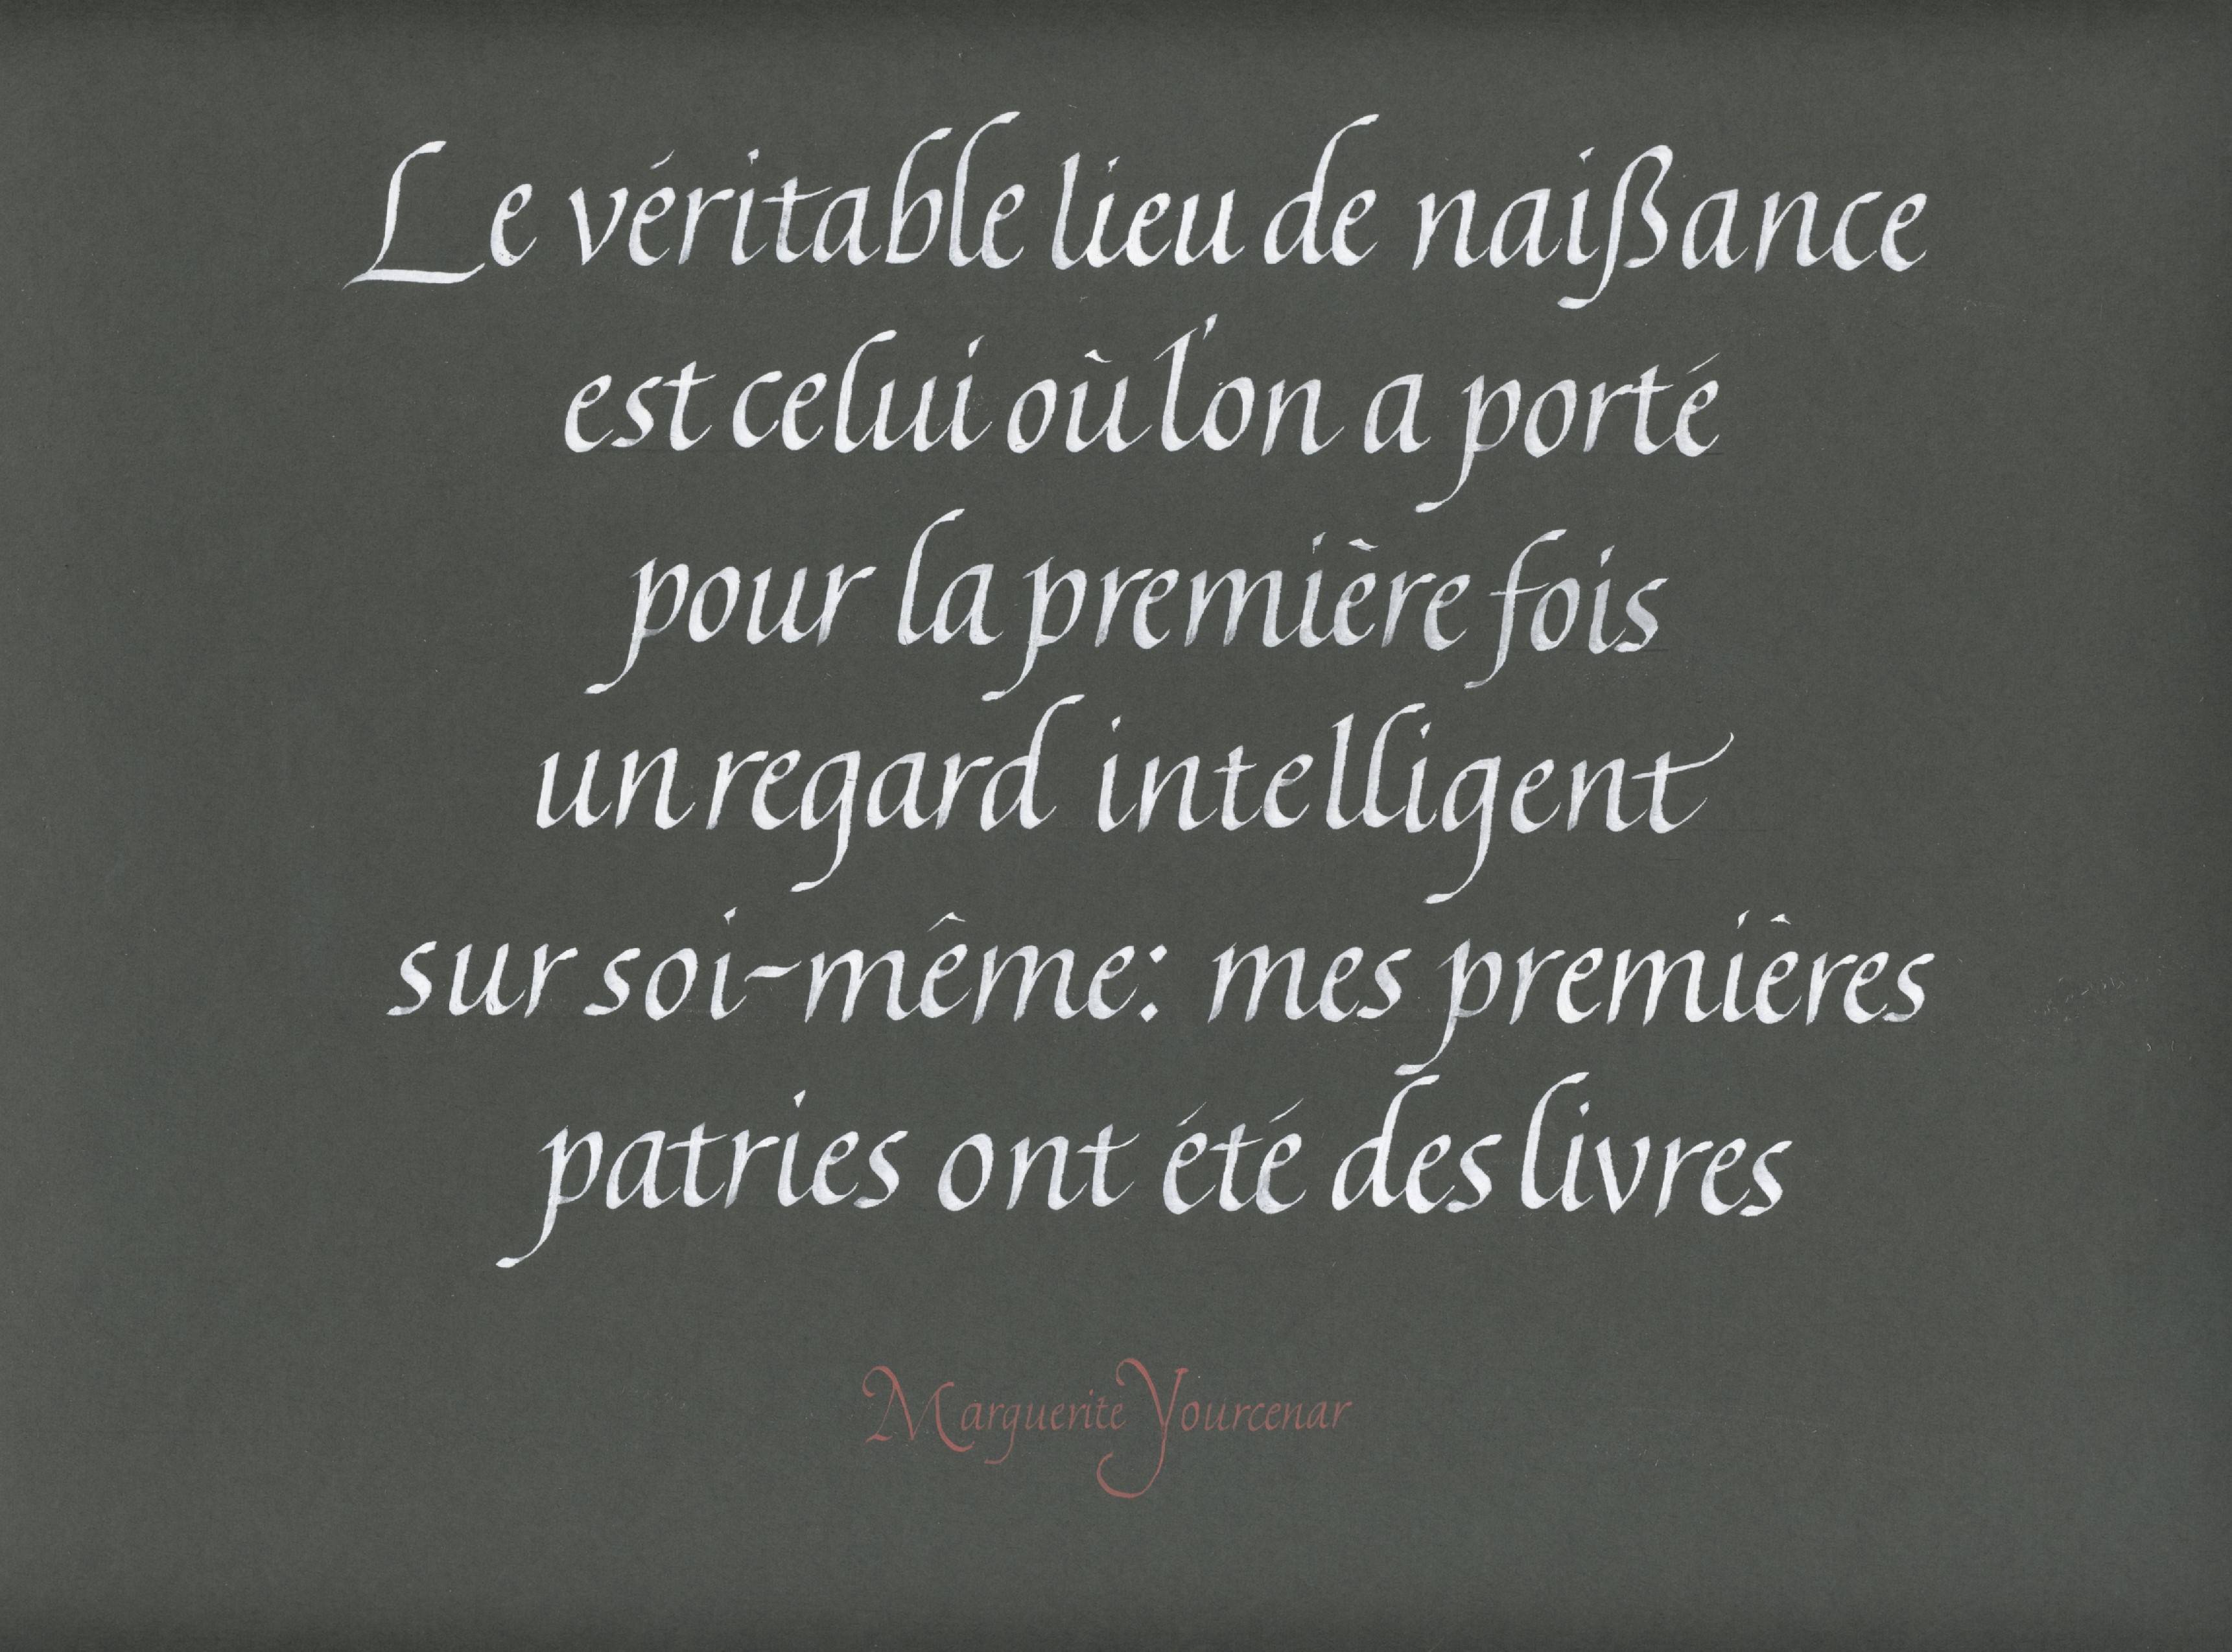 Le véritable lieu de naißance
est celui où l'on a porté
pour la première fois
un regard intelligent
sur soi-même: mes premières
patries ont été des livres
Marguerite Yourcenar